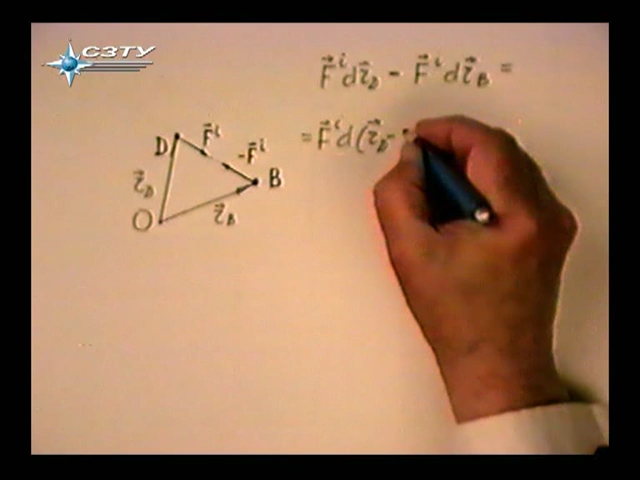 СЗТУ
F⃗ⁱdr⃗_D − F⃗ⁱdr⃗_B =
= F⃗ⁱd(r⃗_D −
D F⃗ⁱ
-F⃗ⁱ
B
r⃗_D
O r⃗_B